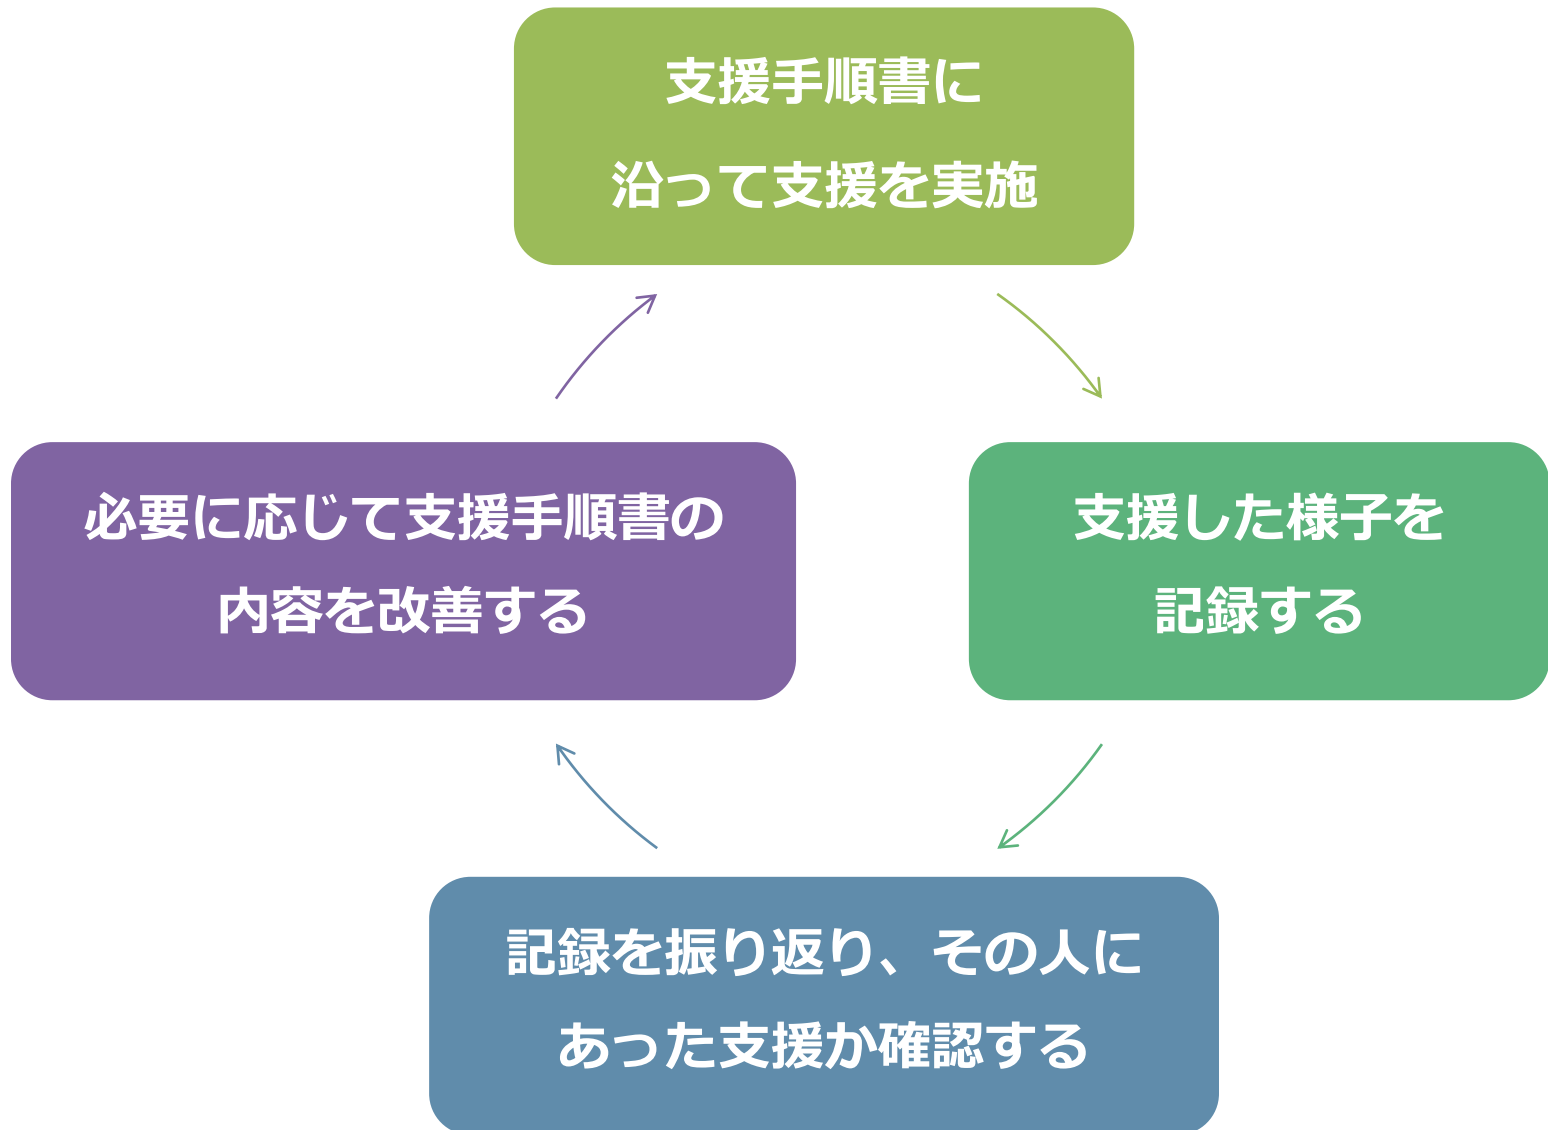 支援手順書に
沿って支援を実施
支援した様子を
記録する
記録を振り返り、その人に
あった支援か確認する
必要に応じて支援手順書の
内容を改善する